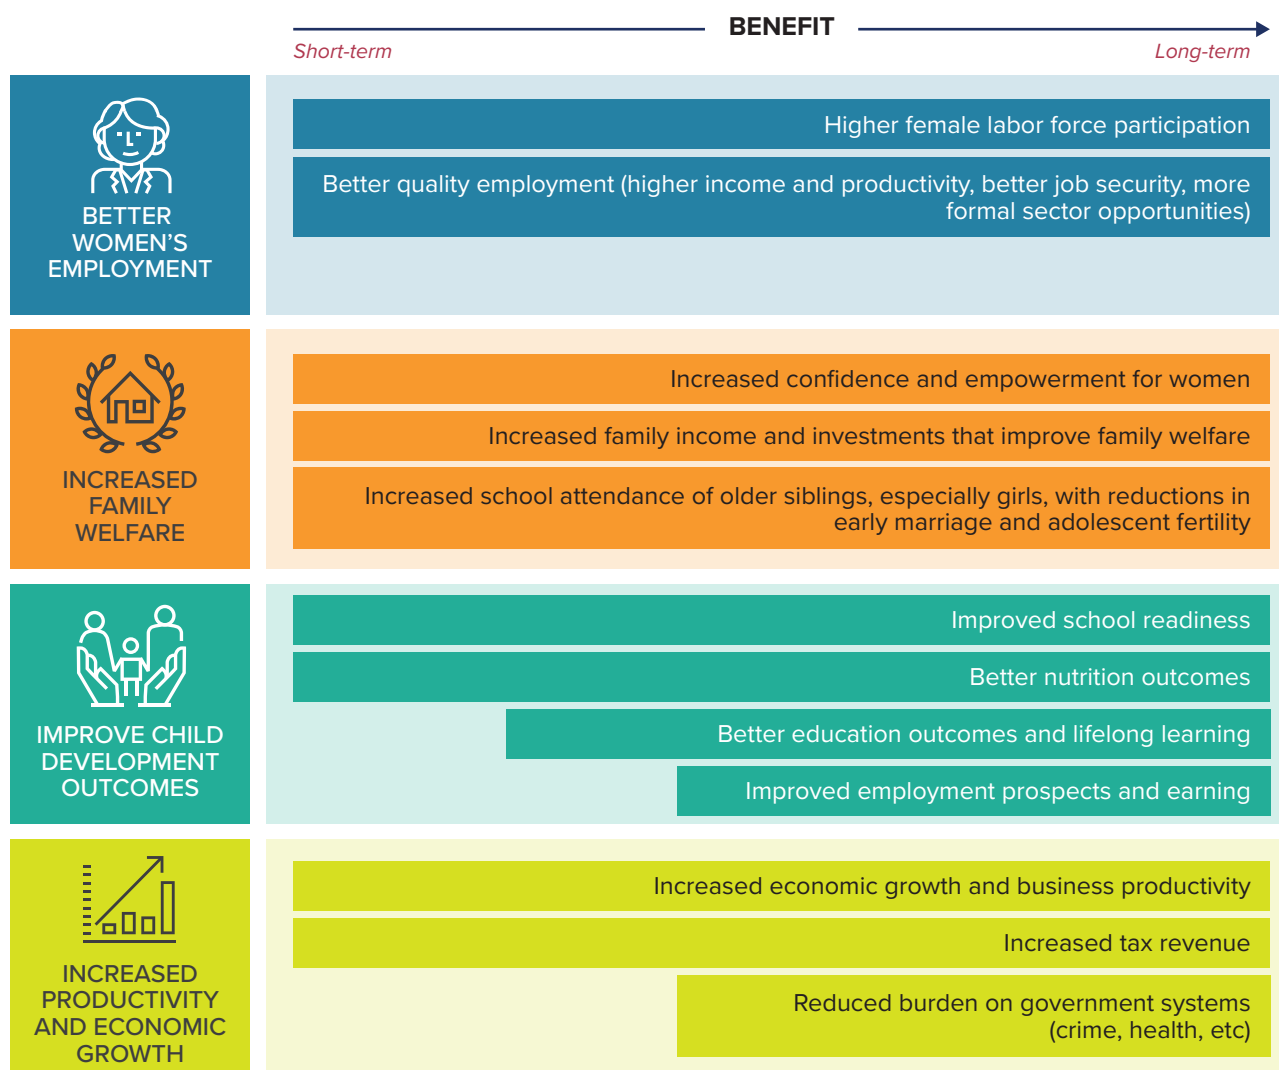 BENEFIT
Short-term
Long-term
BETTER
WOMEN’S
EMPLOYMENT
Higher female labor force participation
Better quality employment (higher income and productivity, better job security, more
formal sector opportunities)
INCREASED
FAMILY
WELFARE
Increased confidence and empowerment for women
Increased family income and investments that improve family welfare
Increased school attendance of older siblings, especially girls, with reductions in
early marriage and adolescent fertility
IMPROVE CHILD
DEVELOPMENT
OUTCOMES
Improved school readiness
Better nutrition outcomes
Better education outcomes and lifelong learning
Improved employment prospects and earning
INCREASED
PRODUCTIVITY
AND ECONOMIC
GROWTH
Increased economic growth and business productivity
Increased tax revenue
Reduced burden on government systems
(crime, health, etc)